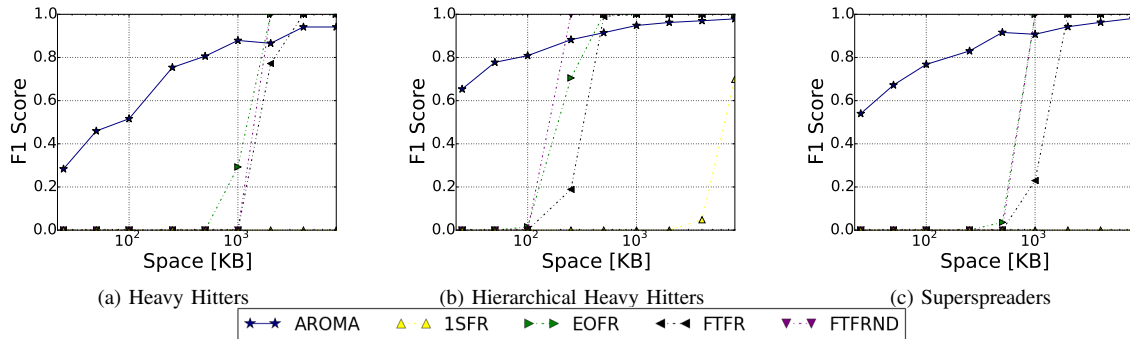 F1 Score
1.0
0.8
0.6
0.4
0.2
0.0
10^2
10^3
Space [KB]
(a) Heavy Hitters
F1 Score
1.0
0.8
0.6
0.4
0.2
0.0
10^2
10^3
Space [KB]
(b) Hierarchical Heavy Hitters
F1 Score
1.0
0.8
0.6
0.4
0.2
0.0
10^2
10^3
Space [KB]
(c) Superspreaders
AROMA 1SFR EOFR FTFR FTFRND